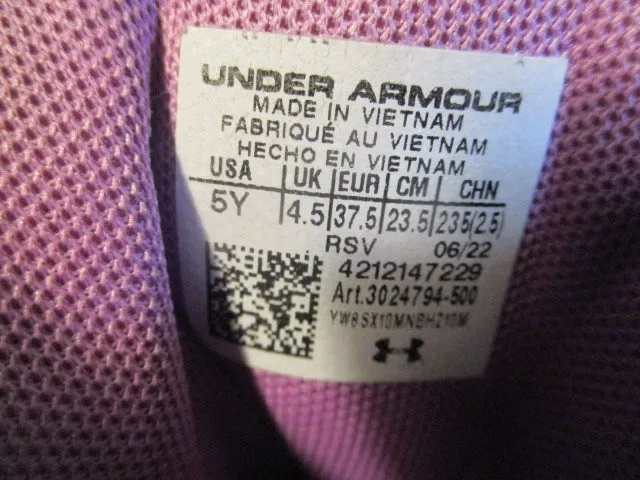 UNDER ARMOUR
MADE IN VIETNAM
FABRIQUÉ AU VIETNAM
HECHO EN VIETNAM
USA UK EUR CM CHN
5Y 4.5 37.5 23.5 235(2.5)
RSV 06/22
4212147229
Art.3024794-500